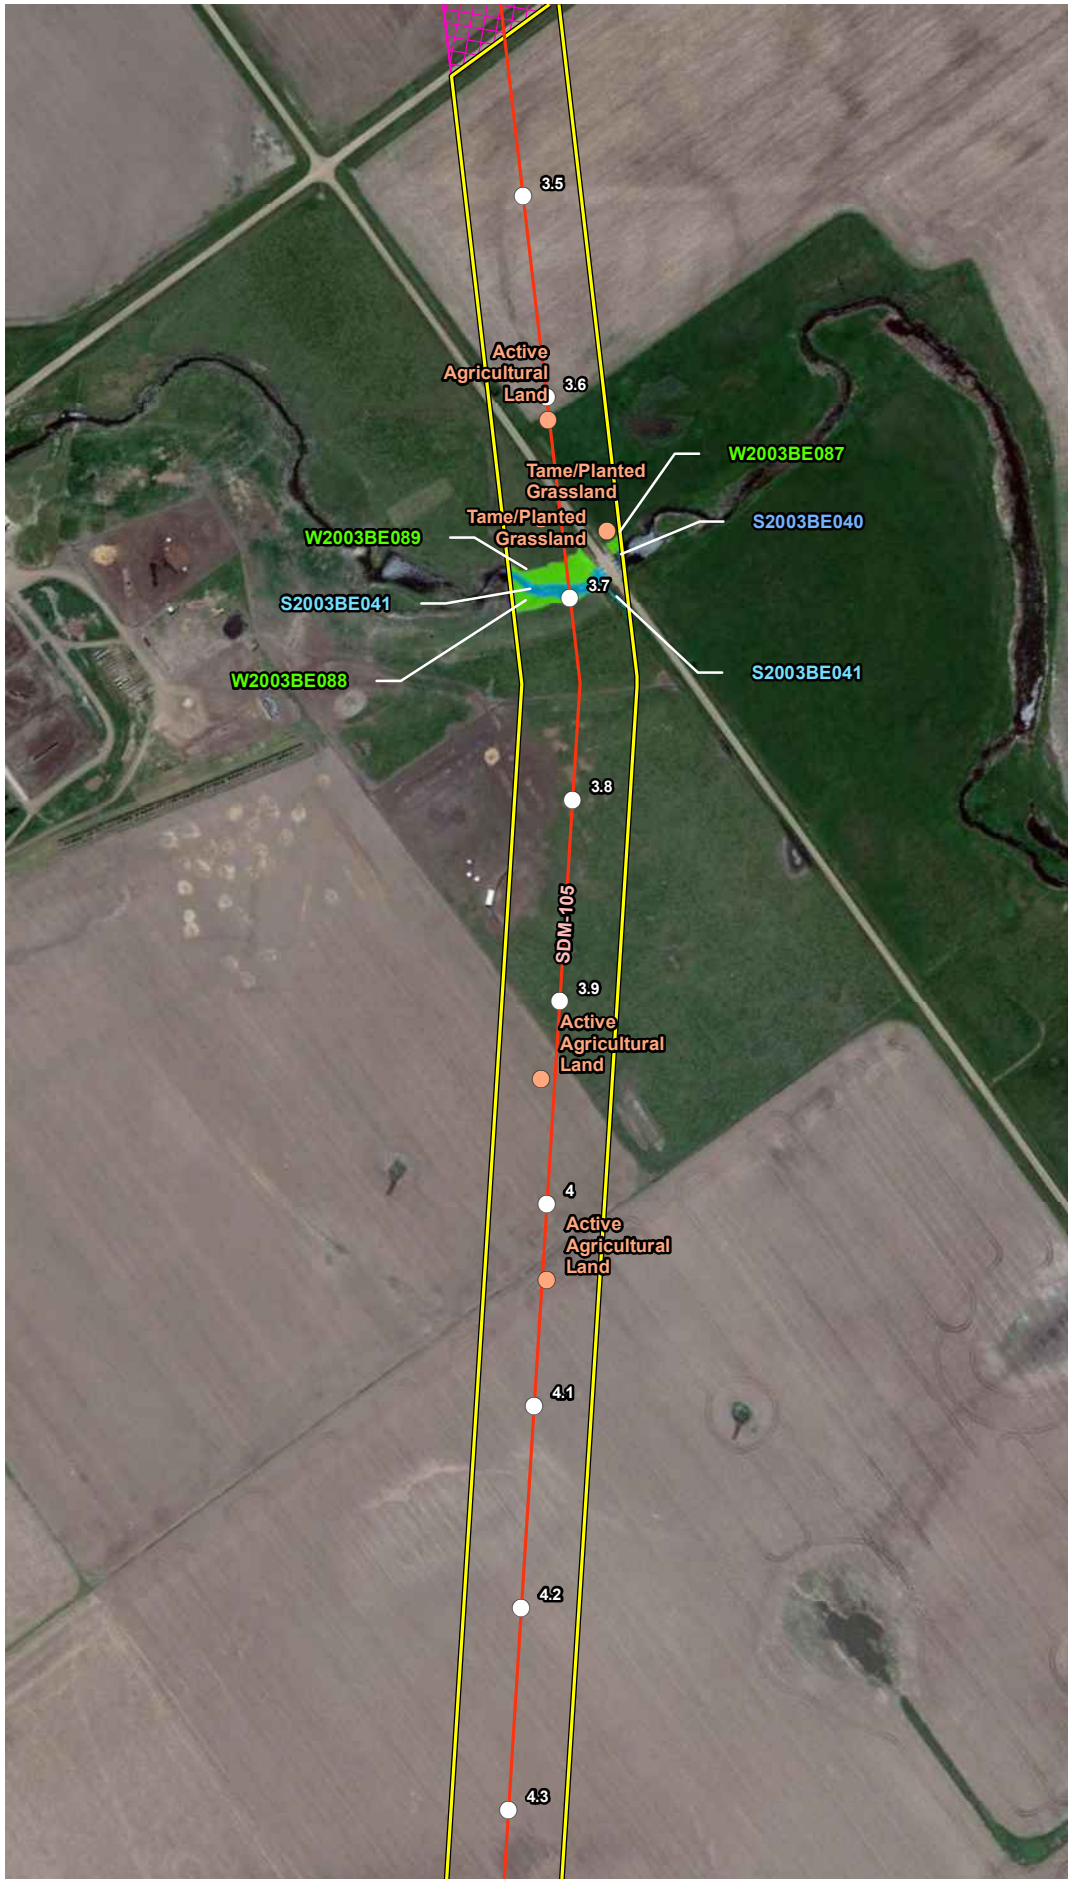 3.5
Active
Agricultural
Land
3.6
W2003BE087
Tame/Planted
Grassland
Tame/Planted
Grassland
S2003BE040
W2003BE089
3.7
S2003BE041
W2003BE088
S2003BE041
3.8
SDM-105
3.9
Active
Agricultural
Land
4
Active
Agricultural
Land
4.1
4.2
4.3